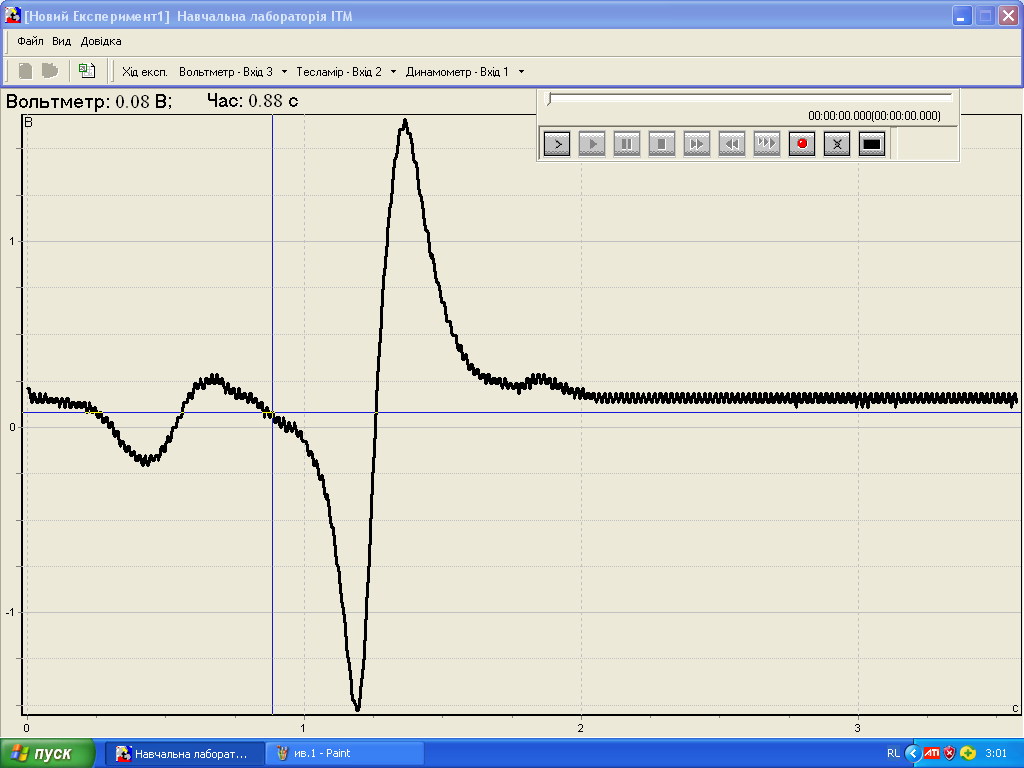 [Новий Експеримент1] Навчальна лабораторія ІТМ
Файл Вид Довідка
Хід експ. Вольтметр - Вхід 3 Тесламір - Вхід 2 Динамометр - Вхід 1
Вольтметр: 0.08 В; Час: 0.88 с
00:00:00.000(00:00:00.000)
В
1
0
-1
с
0 1 2 3
пуск Навчальна лаборат... ив.1 - Paint RL ATI 3:01